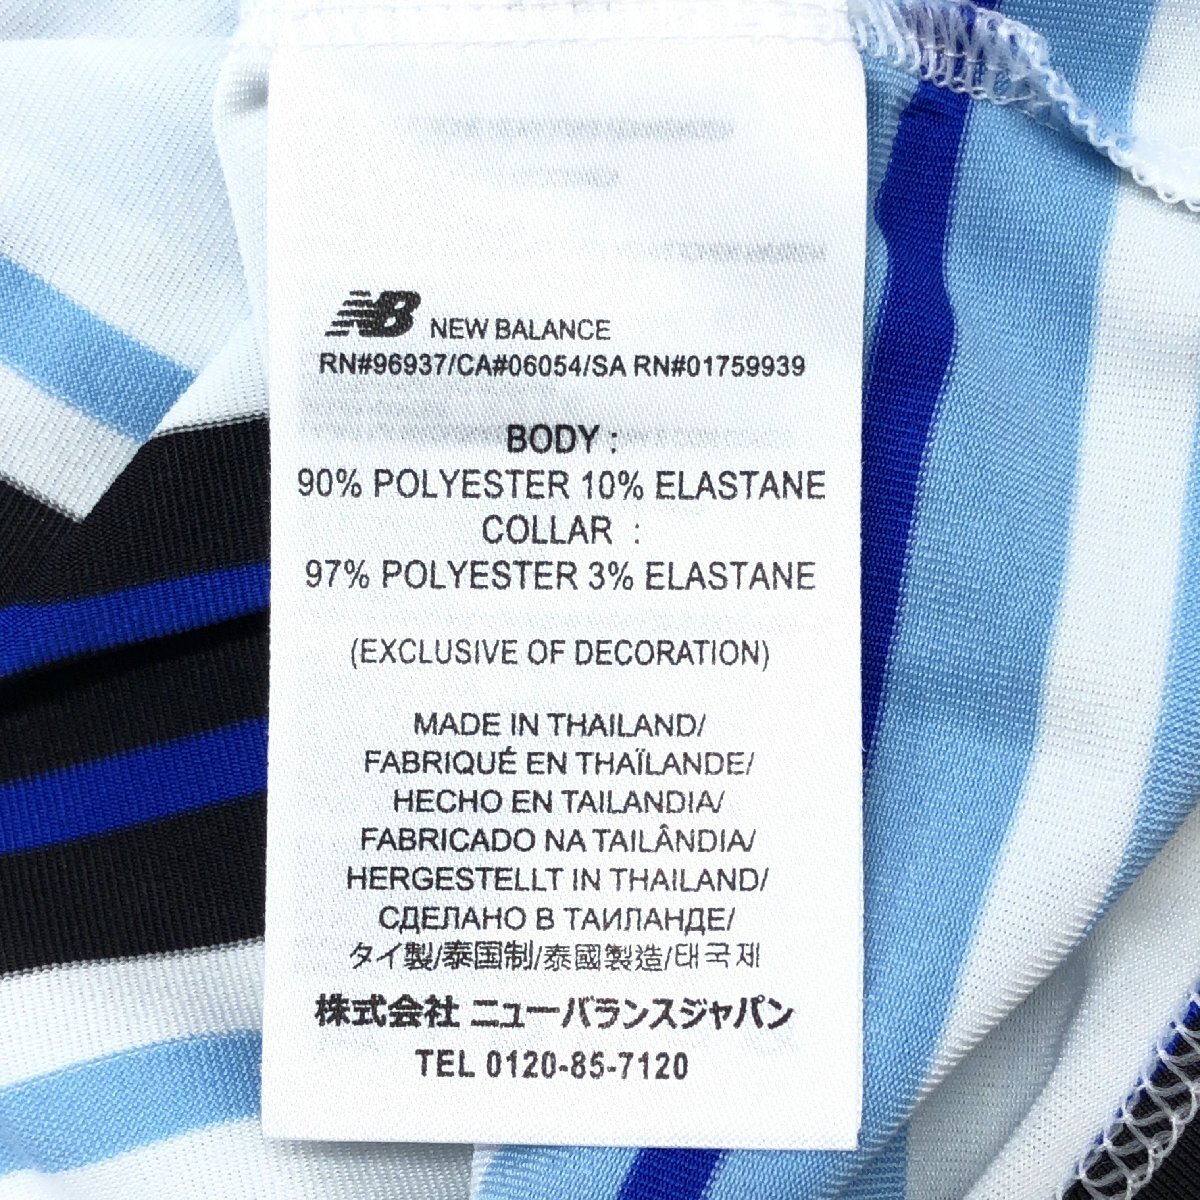 NB NEW BALANCE
RN#96937/CA#06054/SA RN#01759939
BODY :
90% POLYESTER 10% ELASTANE
COLLAR :
97% POLYESTER 3% ELASTANE
(EXCLUSIVE OF DECORATION)
MADE IN THAILAND/
FABRIQUÉ EN THAÏLANDE/
HECHO EN TAILANDIA/
FABRICADO NA TAILÂNDIA/
HERGESTELLT IN THAILAND/
СДЕЛАНО В ТАИЛАНДЕ/
タイ製/泰国制/泰國製造/태국제
株式会社 ニューバランスジャパン
TEL 0120-85-7120